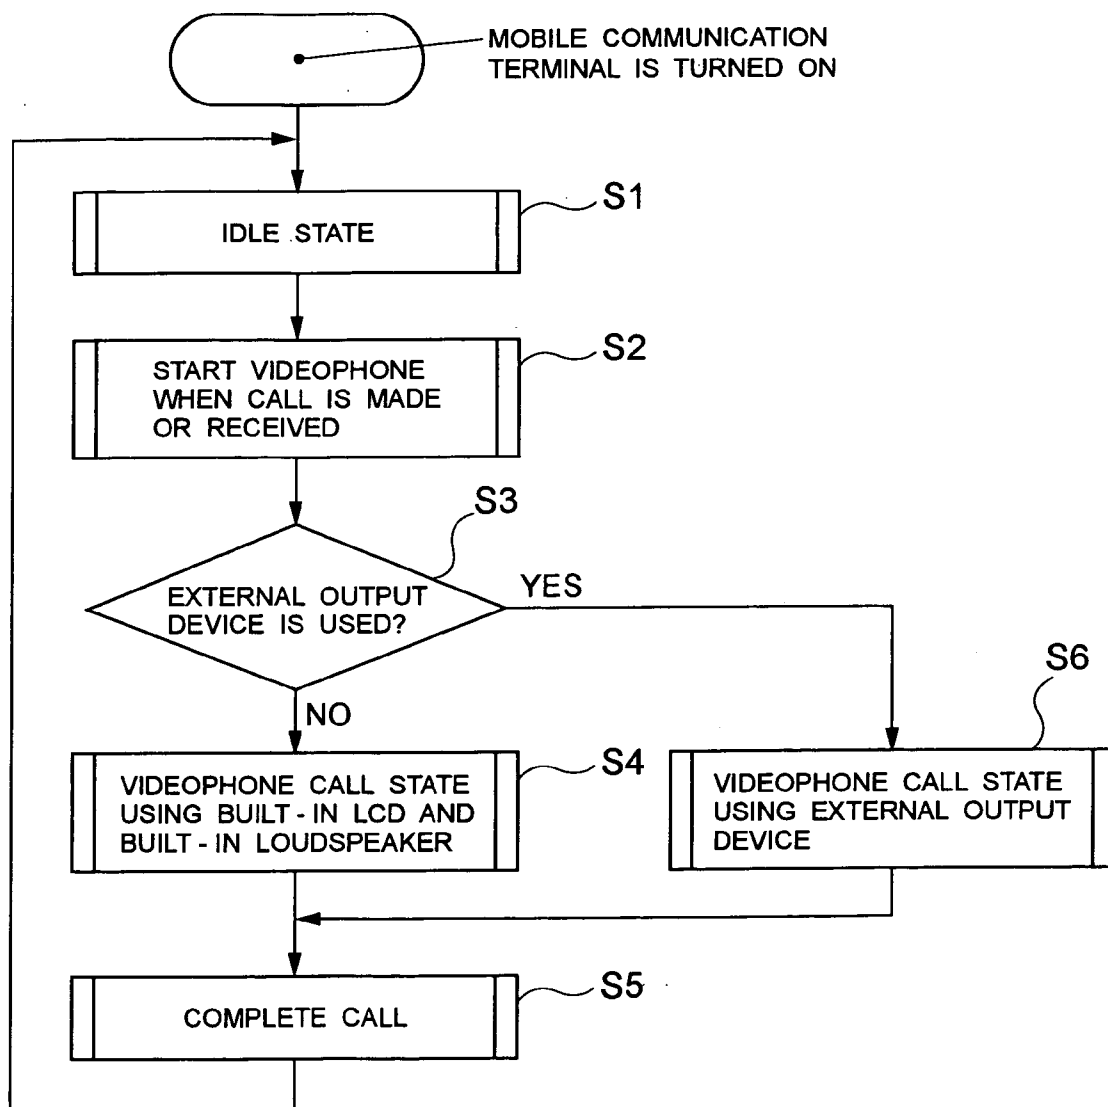 MOBILE COMMUNICATION
TERMINAL IS TURNED ON
S1
IDLE STATE
S2
START VIDEOPHONE
WHEN CALL IS MADE
OR RECEIVED
S3
EXTERNAL OUTPUT
DEVICE IS USED?
YES
NO
S4
VIDEOPHONE CALL STATE
USING BUILT-IN LCD AND
BUILT-IN LOUDSPEAKER
S6
VIDEOPHONE CALL STATE
USING EXTERNAL OUTPUT
DEVICE
S5
COMPLETE CALL